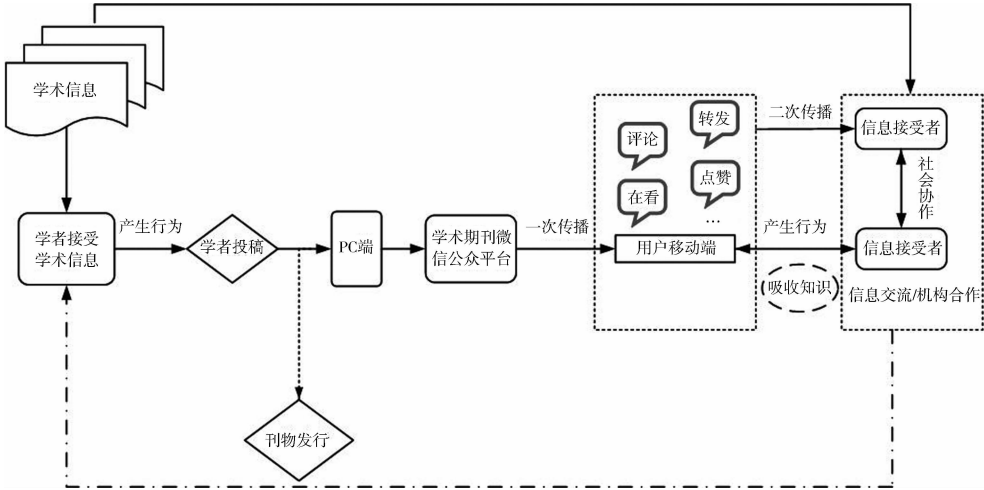 学术信息
学者接受
学术信息
产生行为
学者投稿
刊物发行
PC端
学术期刊微
信公众平台
一次传播
评论
转发
在看
点赞
...
用户移动端
二次传播
产生行为
吸收知识
信息接受者
社会协作
信息接受者
信息交流/机构合作